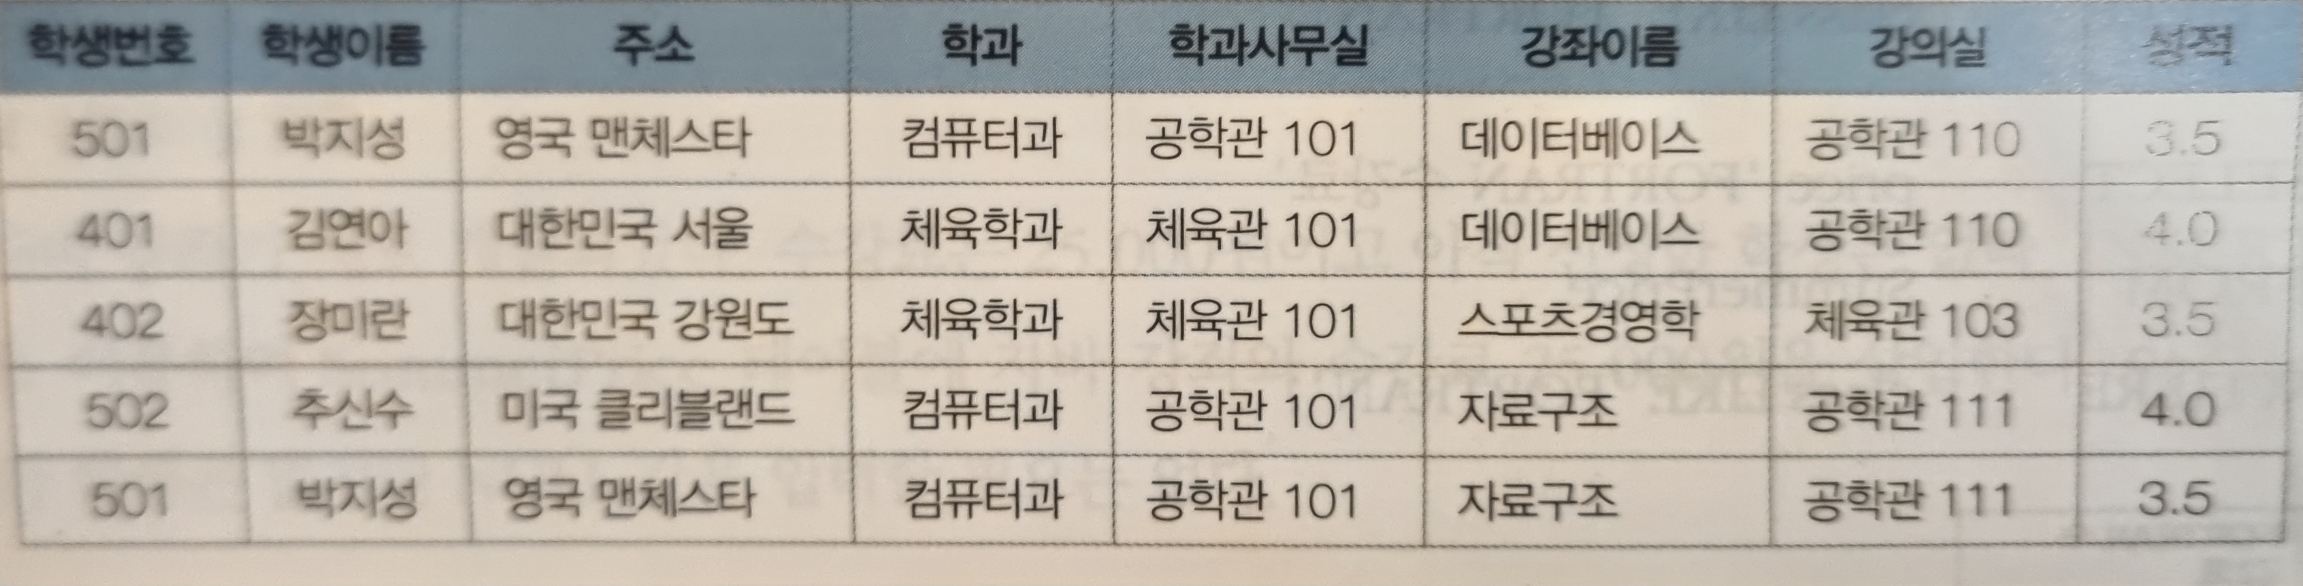 학생번호 학생이름 주소 학과 학과사무실 강좌이름 강의실 성적
501 박지성 영국 맨체스타 컴퓨터과 공학관 101 데이터베이스 공학관 110 3.5
401 김연아 대한민국 서울 체육학과 체육관 101 데이터베이스 공학관 110 4.0
402 장미란 대한민국 강원도 체육학과 체육관 101 스포츠경영학 체육관 103 3.5
502 추신수 미국 클리블랜드 컴퓨터과 공학관 101 자료구조 공학관 111 4.0
501 박지성 영국 맨체스타 컴퓨터과 공학관 101 자료구조 공학관 111 3.5